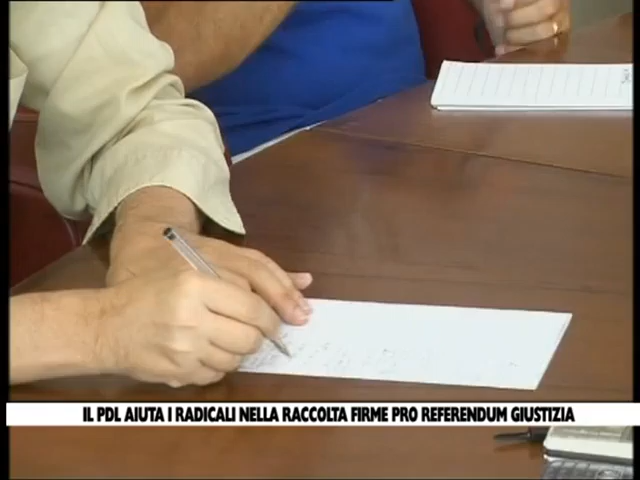 IL PDL AIUTA I RADICALI NELLA RACCOLTA FIRME PRO REFERENDUM GIUSTIZIA